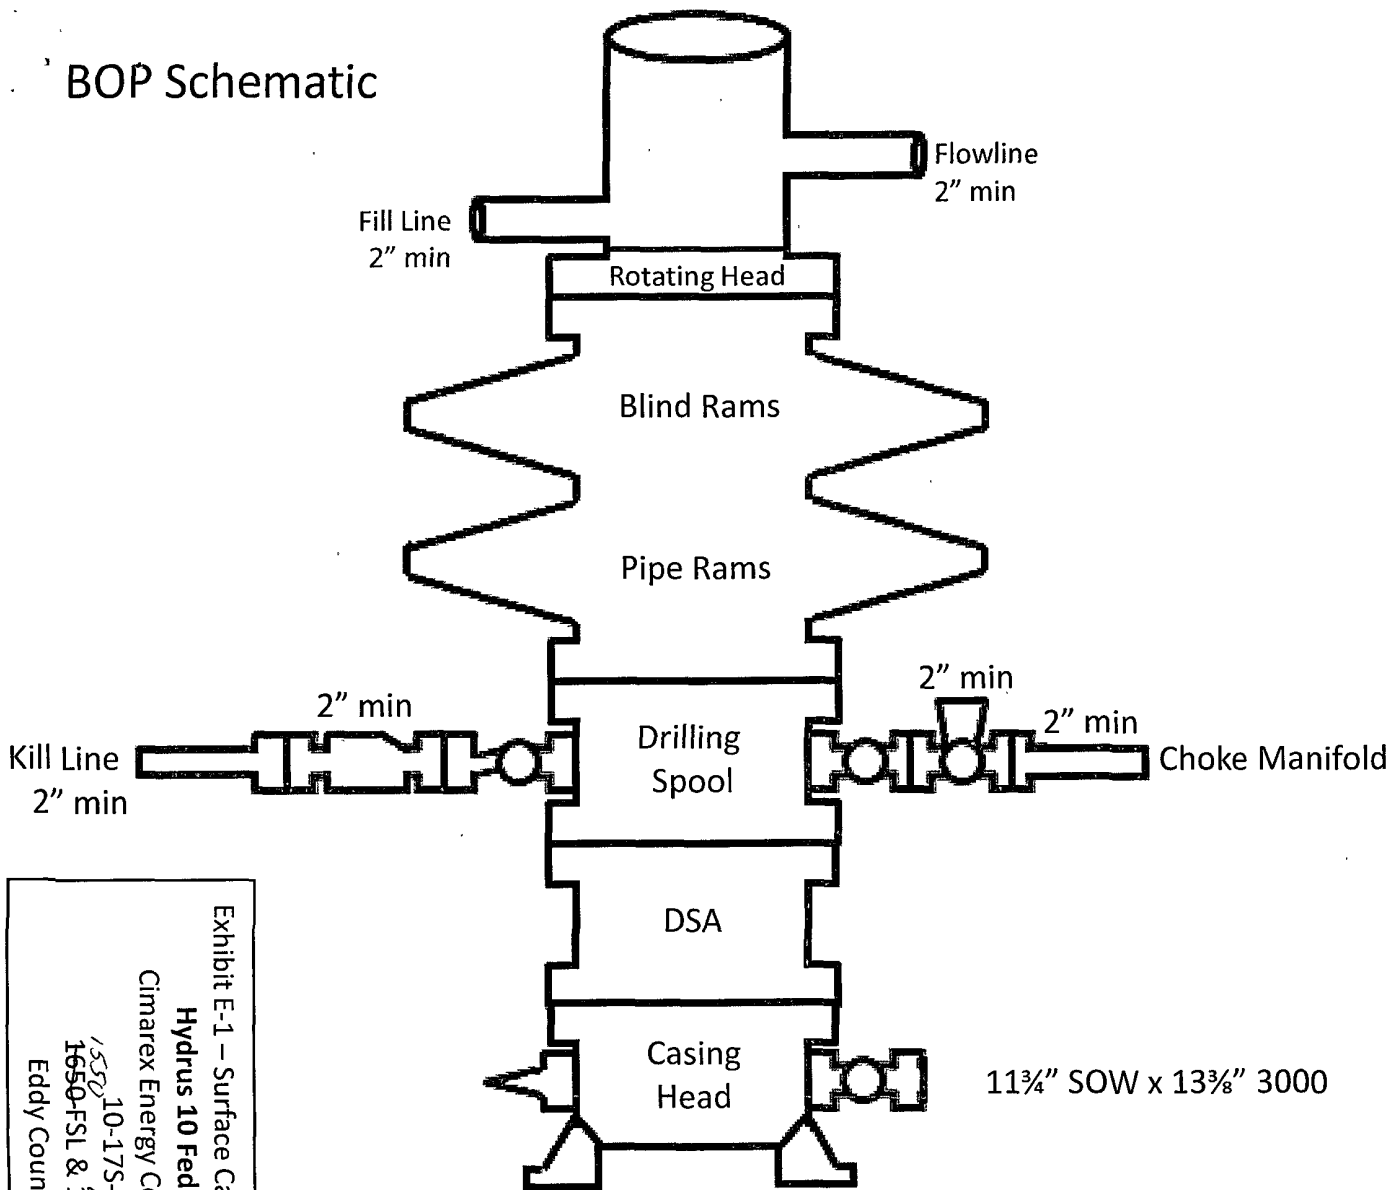 BOP Schematic
Flowline
2” min
Fill Line
2” min
Rotating Head
Blind Rams
Pipe Rams
2” min
2” min
2” min
Drilling
Spool
Kill Line
2” min
Choke Manifold
DSA
Casing
Head
11¾” SOW x 13⅜” 3000
Exhibit E-1 – Surface
Hydrus 10 Fed
Cimarex Energy
10-17S-
1550
1650 FSL &
Eddy